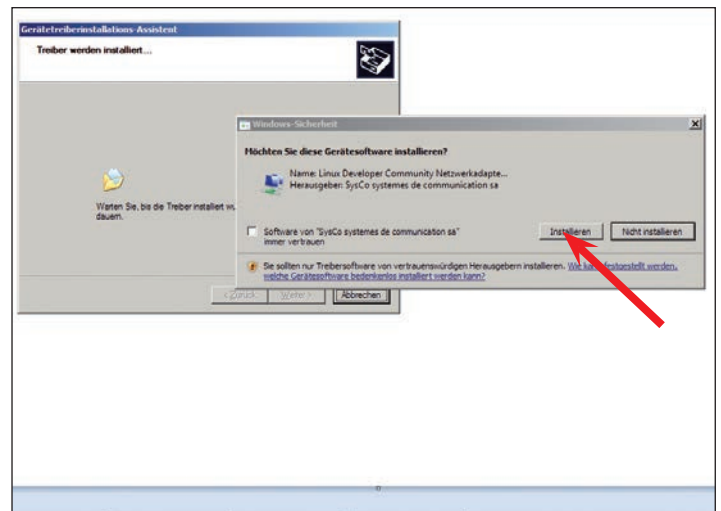 Gerätetreiberinstallations-Assistent
Treiber werden installiert...
Warten Sie, bis die Treiber installiert
dauern.
Windows-Sicherheit
Möchten Sie diese Gerätesoftware installieren?
Name: Linux Developer Community Netzwerkadapte...
Herausgeber: SysCo systemes de communication sa
Software von "SysCo systemes de communication sa"
immer vertrauen
Installieren
Nicht installieren
Sie sollten nur Treibersoftware von vertrauenswürdigen Herausgebern installieren. Wie kann festgestellt werden,
welche Gerätesoftware bedenkenlos installiert werden kann?
< Zurück
Weiter >
Abbrechen